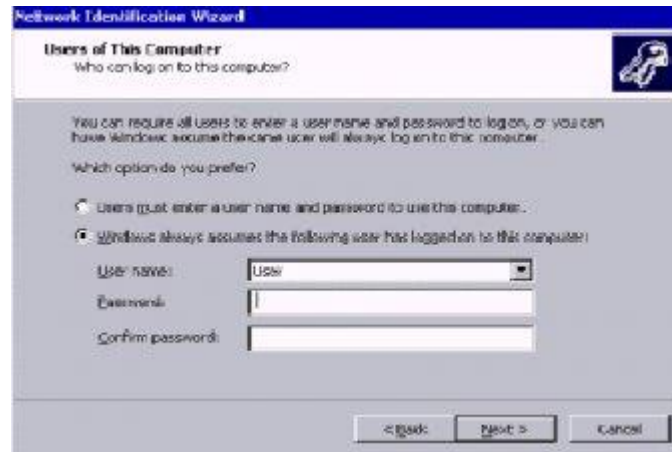 Network Identification Wizard
Users of This Computer
Who can log on to this computer?
You can require all users to enter a user name and password to log on, or you can
have Windows assume the same user will always log on to this computer.
Which option do you prefer?
Users must enter a user name and password to use this computer.
Windows always assumes the following user has logged on to this computer:
User name:
User
Password:
Confirm password:
< Back
Next >
Cancel